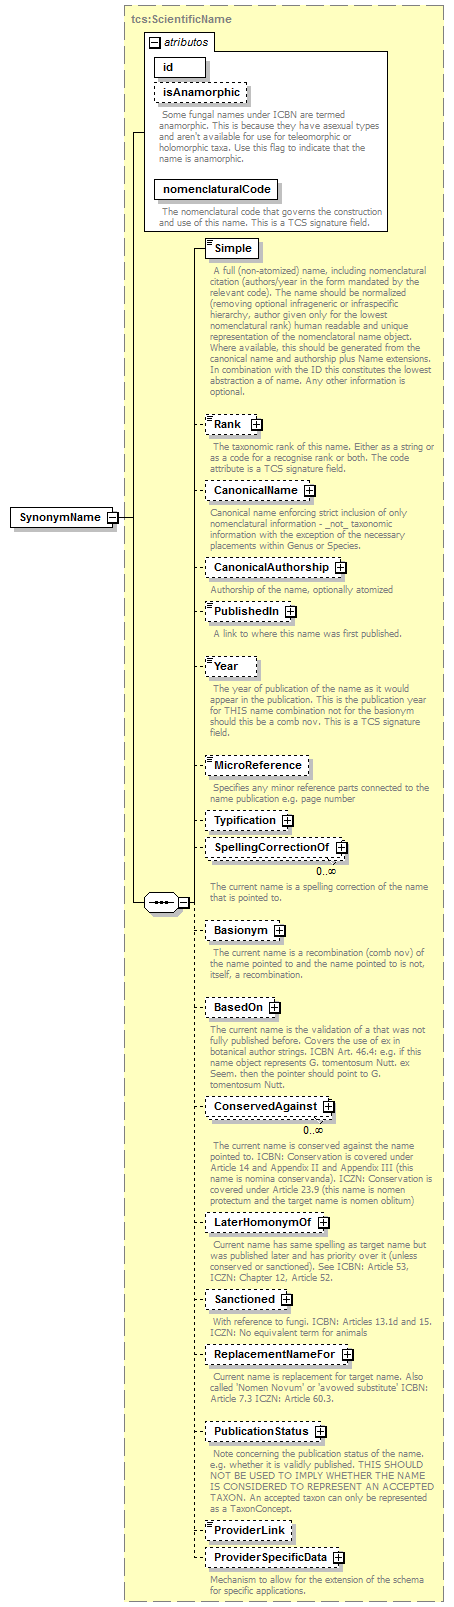 tcs:ScientificName
atributos
id
isAnamorphic
Some fungal names under ICBN are termed
anamorphic. This is because they have asexual types
and aren't available for use for teleomorphic or
holomorphic taxa. Use this flag to indicate that the
name is anamorphic.
nomenclaturalCode
The nomenclatural code that governs the construction
and use of this name. This is a TCS signature field.
Simple
A full (non-atomized) name, including nomenclatural
citation (authors/year in the form mandated by the
relevant code). The name should be normalized
(removing optional infrageneric or infraspecific
hierarchy, author given only for the lowest
nomenclatural rank) human readable and unique
representation of the nomenclatoral name object.
Where available, this should be generated from the
canonical name and authorship plus Name extensions.
In combination with the ID this constitutes the lowest
abstraction a of name. Any other information is
optional.
Rank
The taxonomic rank of this name. Either as a string or
as a code for a recognise rank or both. The code
attribute is a TCS signature field.
CanonicalName
Canonical name enforcing strict inclusion of only
nomenclatural information - _not_ taxonomic
information with the exception of the necessary
placements within Genus or Species.
SynonymName
CanonicalAuthorship
Authorship of the name, optionally atomized
PublishedIn
A link to where this name was first published.
Year
The year of publication of the name as it would
appear in the publication. This is the publication year
for THIS name combination not for the basionym
should this be a comb nov. This is a TCS signature
field.
MicroReference
Specifies any minor reference parts connected to the
name publication e.g. page number
Typification
SpellingCorrectionOf
0..∞
The current name is a spelling correction of the name
that is pointed to.
Basionym
The current name is a recombination (comb nov) of
the name pointed to and the name pointed to is not,
itself, a recombination.
BasedOn
The current name is the validation of a that was not
fully published before. Covers the use of ex in
botanical author strings. ICBN Art. 46.4: e.g. if this
name object represents G. tomentosum Nutt. ex
Seem. then the pointer should point to G.
tomentosum Nutt.
ConservedAgainst
0..∞
The current name is conserved against the name
pointed to. ICBN: Conservation is covered under
Article 14 and Appendix II and Appendix III (this
name is nomina conservanda). ICZN: Conservation is
covered under Article 23.9 (this name is nomen
protectum and the target name is nomen oblitum)
LaterHomonymOf
Current name has same spelling as target name but
was published later and has priority over it (unless
conserved or sanctioned). See ICBN: Article 53,
ICZN: Chapter 12, Article 52.
Sanctioned
With reference to fungi. ICBN: Articles 13.1d and 15.
ICZN: No equivalent term for animals
ReplacementNameFor
Current name is replacement for target name. Also
called 'Nomen Novum' or 'avowed substitute' ICBN:
Article 7.3 ICZN: Article 60.3.
PublicationStatus
Note concerning the publication status of the name.
e.g. whether it is validly published. THIS SHOULD
NOT BE USED TO IMPLY WHETHER THE NAME
IS CONSIDERED TO REPRESENT AN ACCEPTED
TAXON. An accepted taxon can only be represented
as a TaxonConcept.
ProviderLink
ProviderSpecificData
Mechanism to allow for the extension of the schema
for specific applications.